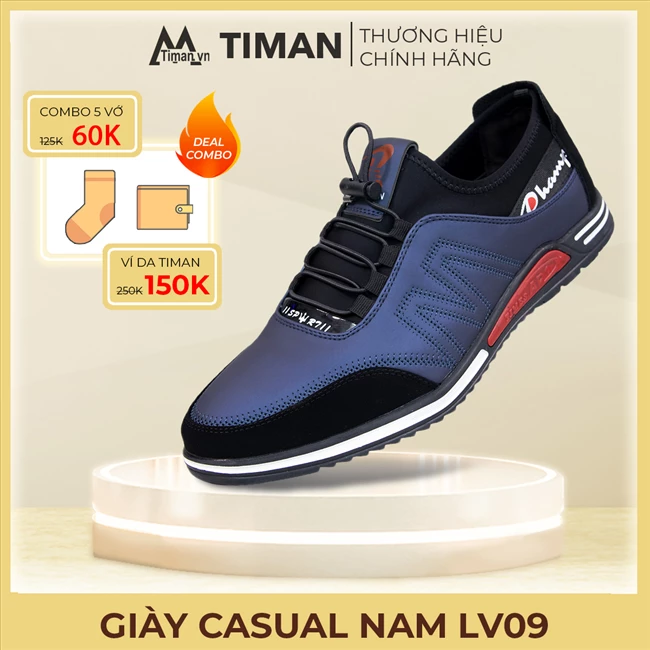 Timan.vn
TIMAN
THƯƠNG HIỆU
CHÍNH HÃNG
COMBO 5 VỚ
125K 60K
DEAL
COMBO
VÍ DA TIMAN
250K 150K
GIÀY CASUAL NAM LV09